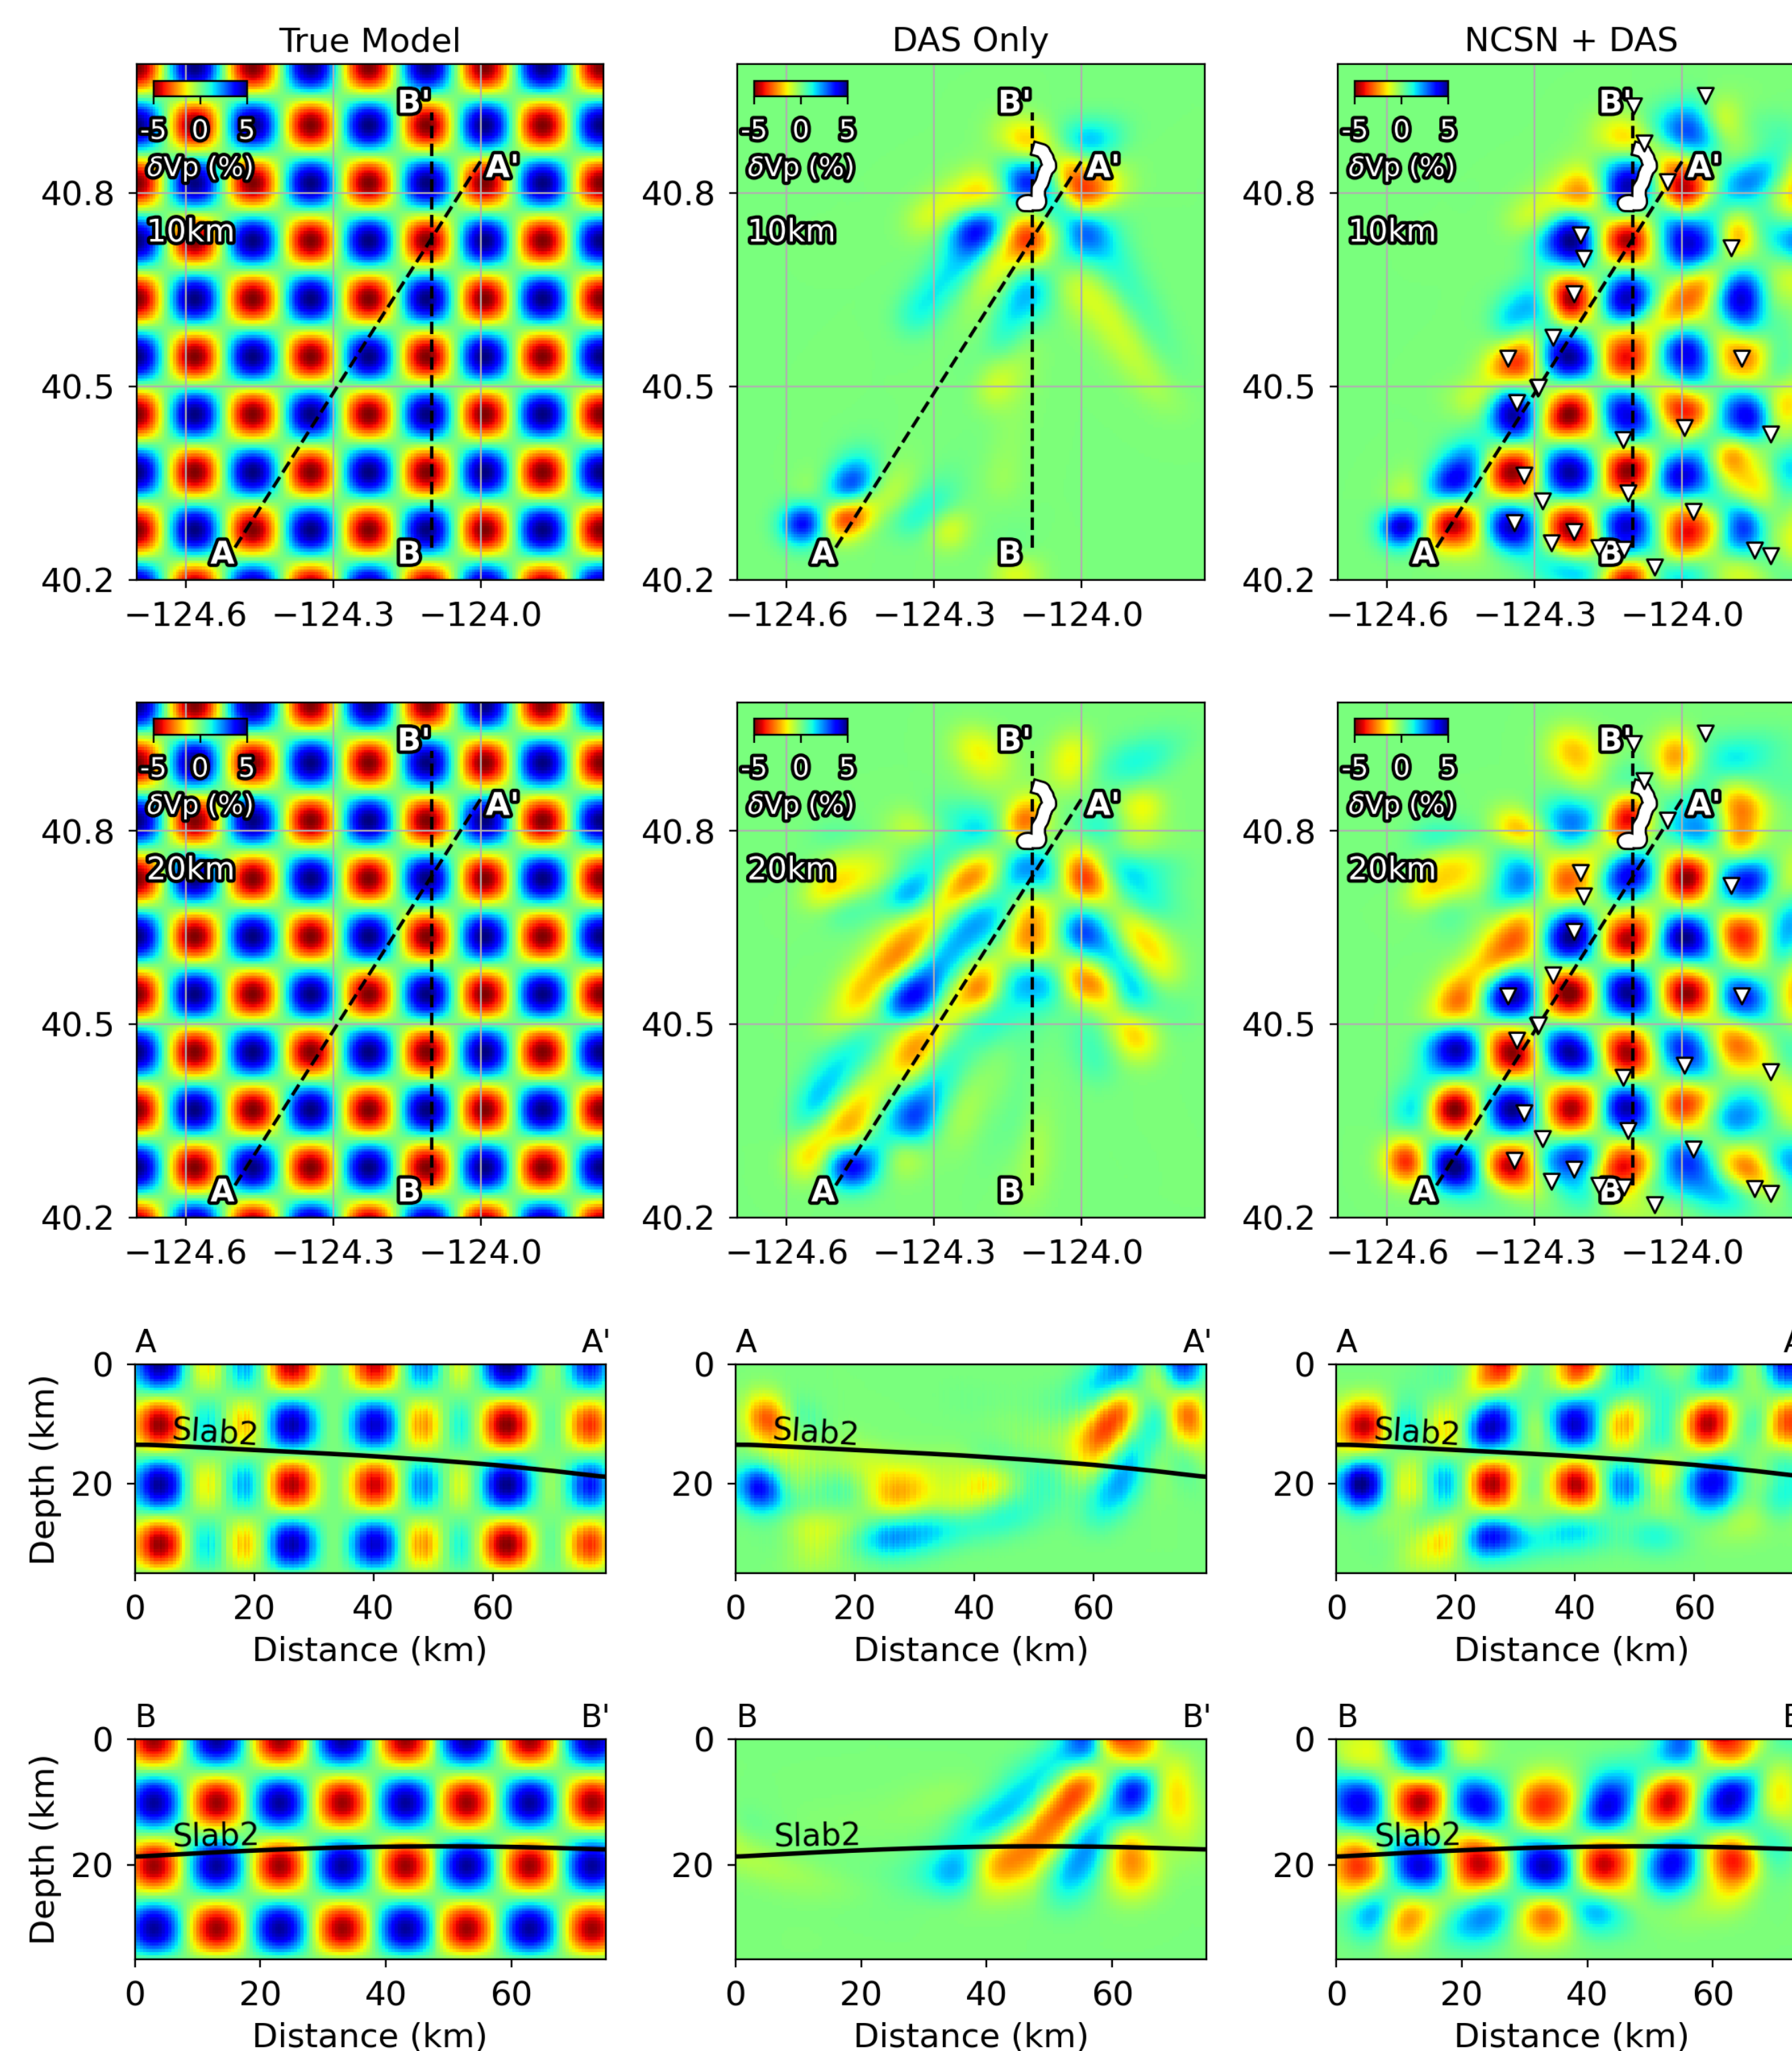 True Model
DAS Only
NCSN + DAS
-5 0 5
δVp (%)
10km
B'
A'
A
B
40.8
40.5
40.2
−124.6 −124.3 −124.0
-5 0 5
δVp (%)
10km
B'
A'
A
B
40.8
40.5
40.2
−124.6 −124.3 −124.0
-5 0 5
δVp (%)
10km
B'
A'
A
B
40.8
40.5
40.2
−124.6 −124.3 −124.0
-5 0 5
δVp (%)
20km
B'
A'
A
B
40.8
40.5
40.2
−124.6 −124.3 −124.0
-5 0 5
δVp (%)
20km
B'
A'
A
B
40.8
40.5
40.2
−124.6 −124.3 −124.0
-5 0 5
δVp (%)
20km
B'
A'
A
B
40.8
40.5
40.2
−124.6 −124.3 −124.0
A A'
0
20
Depth (km)
Slab2
0 20 40 60
Distance (km)
A A'
0
20
Slab2
0 20 40 60
Distance (km)
A
0
20
Slab2
0 20 40 60
Distance (km)
B B'
0
20
Depth (km)
Slab2
0 20 40 60
Distance (km)
B B'
0
20
Slab2
0 20 40 60
Distance (km)
B
0
20
Slab2
0 20 40 60
Distance (km)